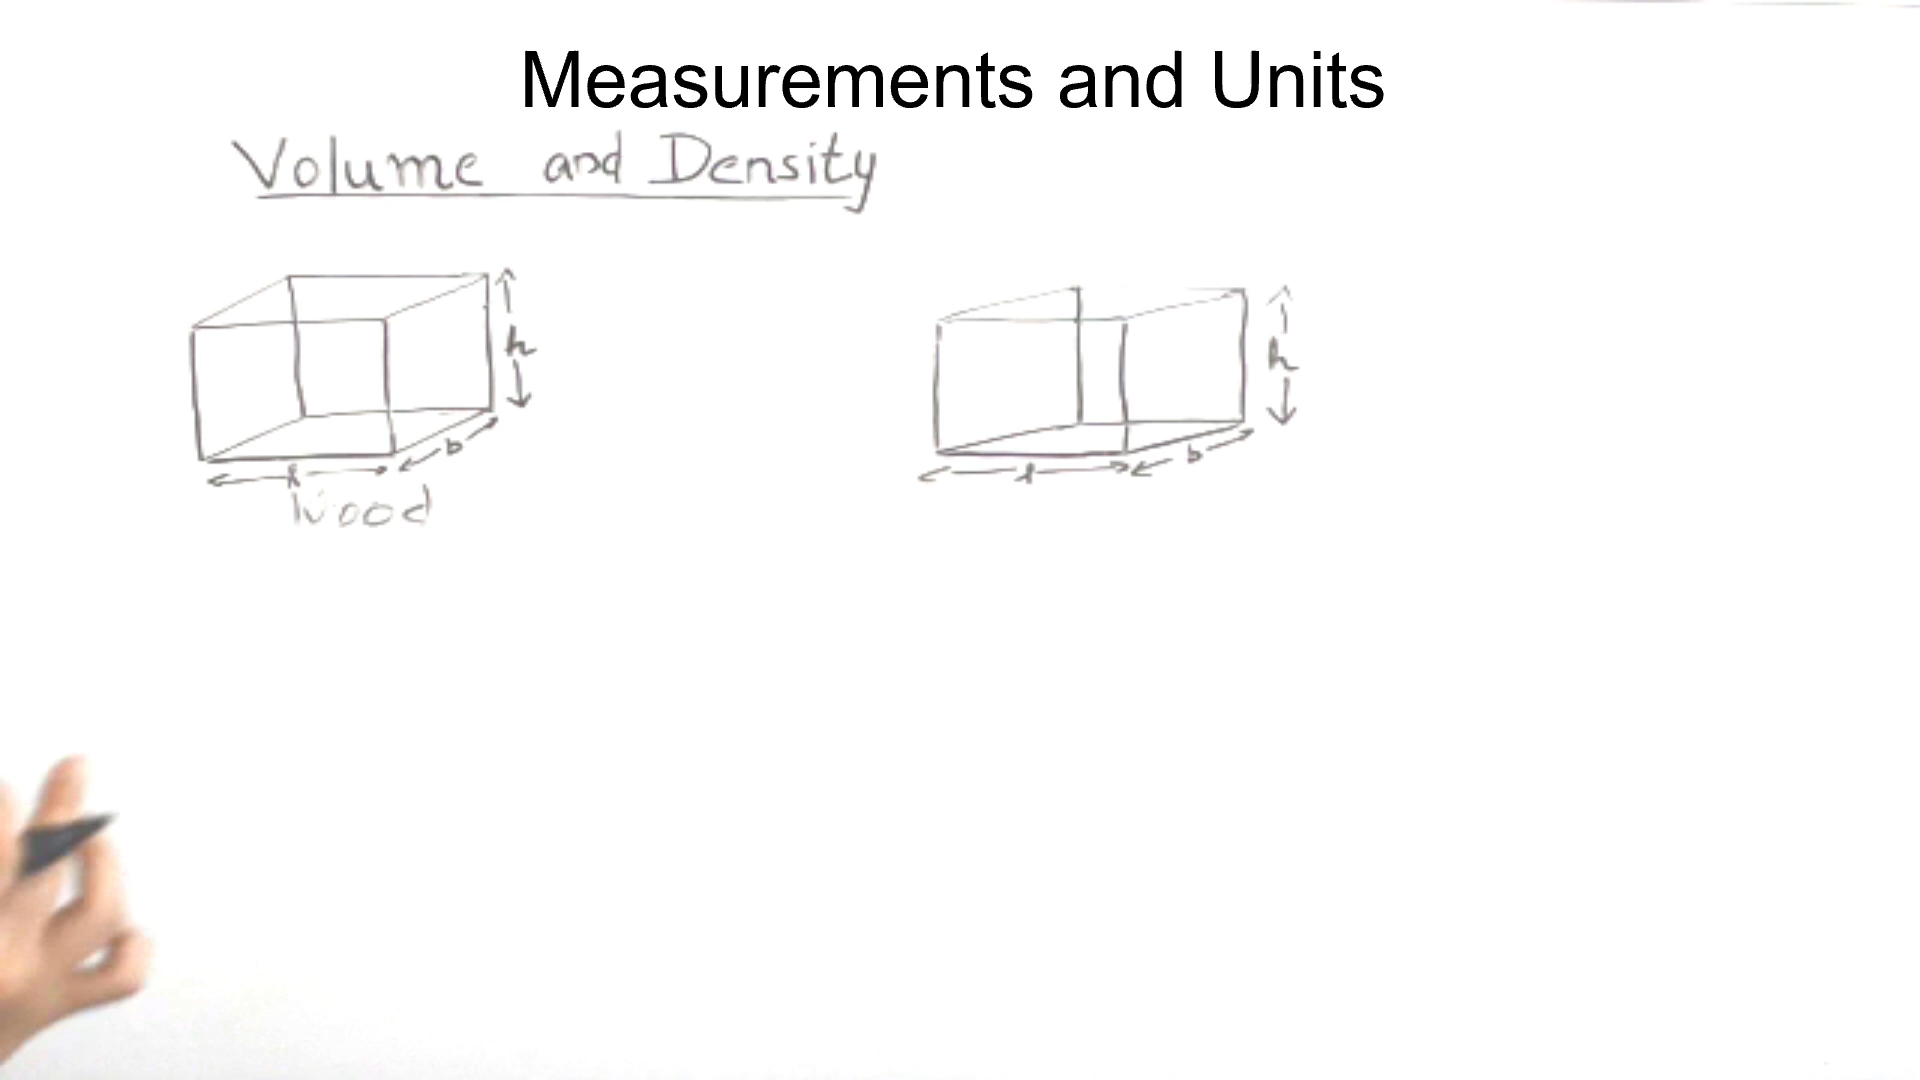 Measurements and Units
Volume and Density
h
b
l
Wood
h
b
l